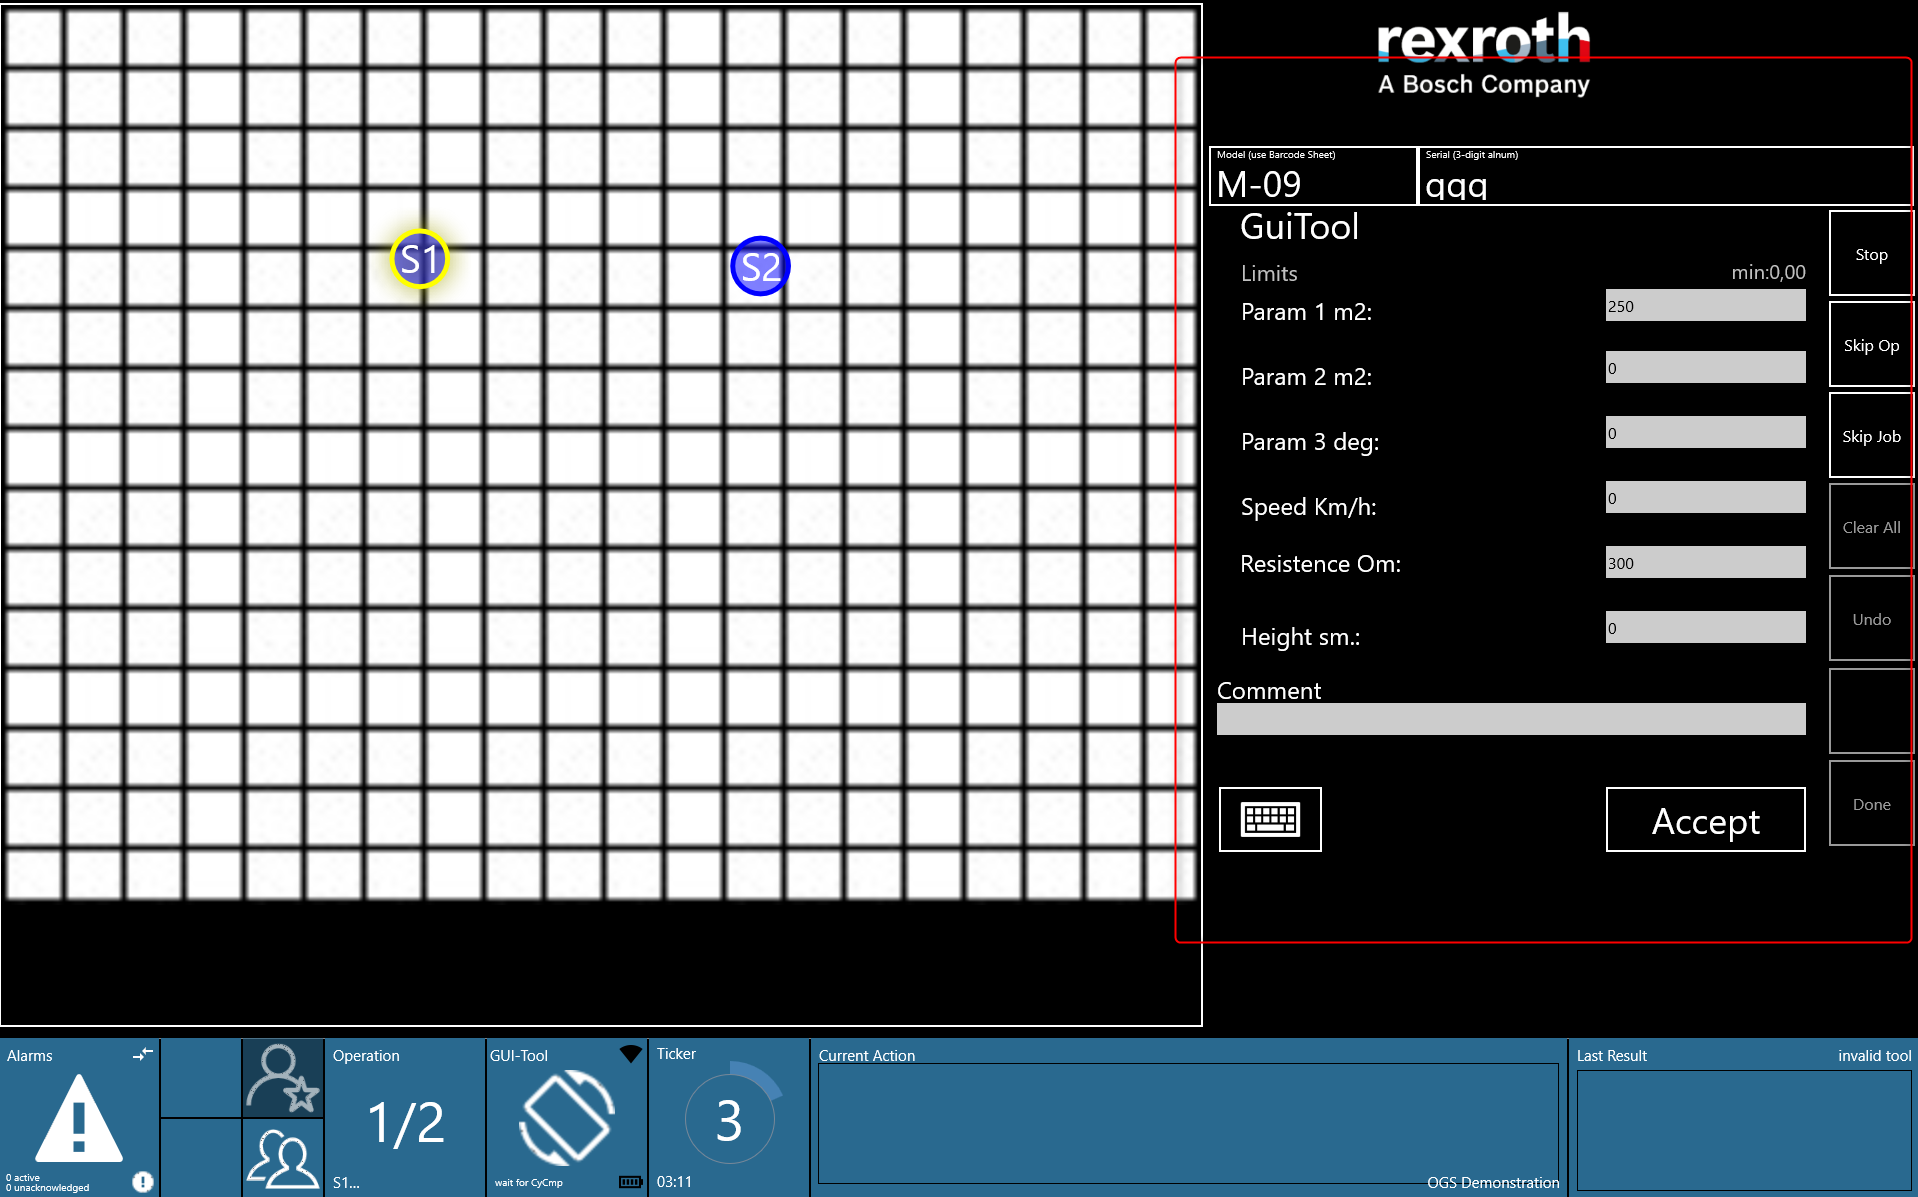 rexroth
A Bosch Company
Model (use Barcode Sheet)
M-09
Serial (3-digit alnum)
qqq
S1
S2
GuiTool
Limits
min:0,00
Param 1 m2:
250
Param 2 m2:
0
Param 3 deg:
0
Speed Km/h:
0
Resistence Om:
300
Height sm.:
0
Comment
Accept
Stop
Skip Op
Skip Job
Clear All
Undo
Done
Alarms
0 active
0 unacknowledged
Operation
1/2
S1...
GUI-Tool
wait for CyCmp
Ticker
3
03:11
Current Action
OGS Demonstration
Last Result
invalid tool